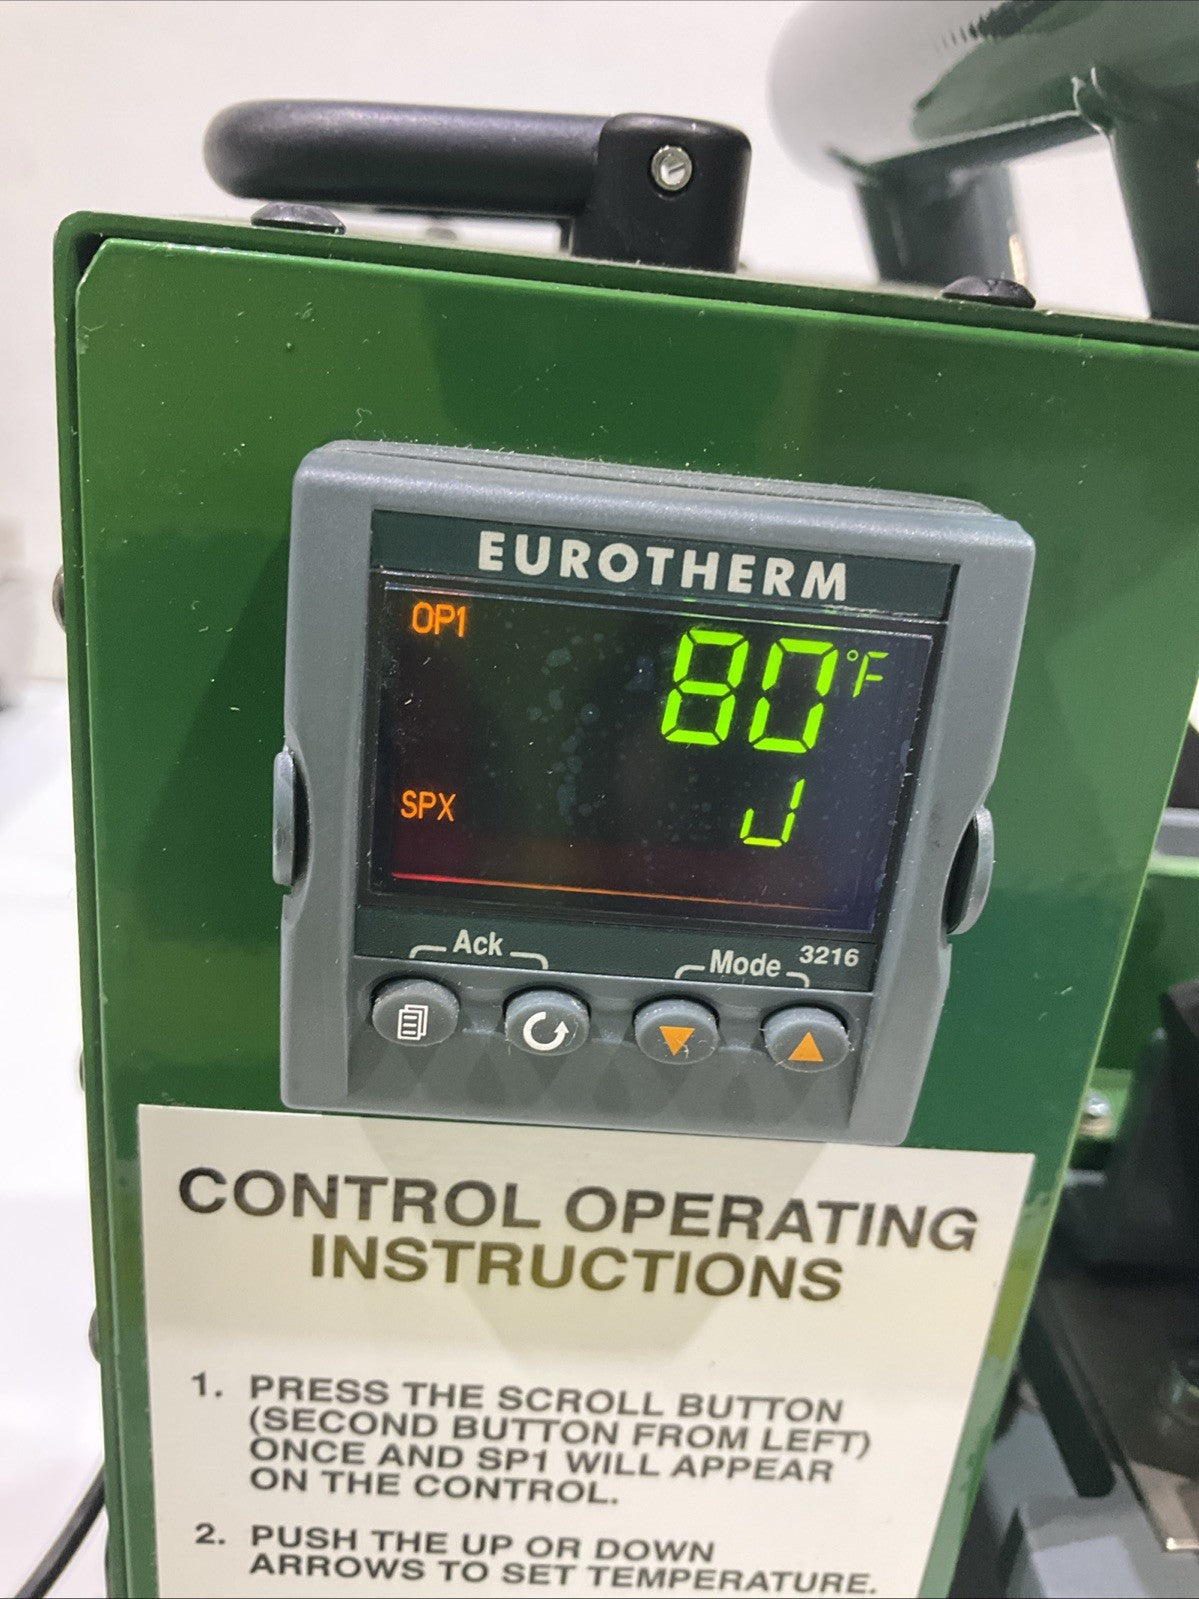 EUROTHERM
OP1
80°F
SPX
J
Ack
Mode
3216
CONTROL OPERATING
INSTRUCTIONS
1. PRESS THE SCROLL BUTTON
(SECOND BUTTON FROM LEFT)
ONCE AND SP1 WILL APPEAR
ON THE CONTROL.
2. PUSH THE UP OR DOWN
ARROWS TO SET TEMPERATURE.